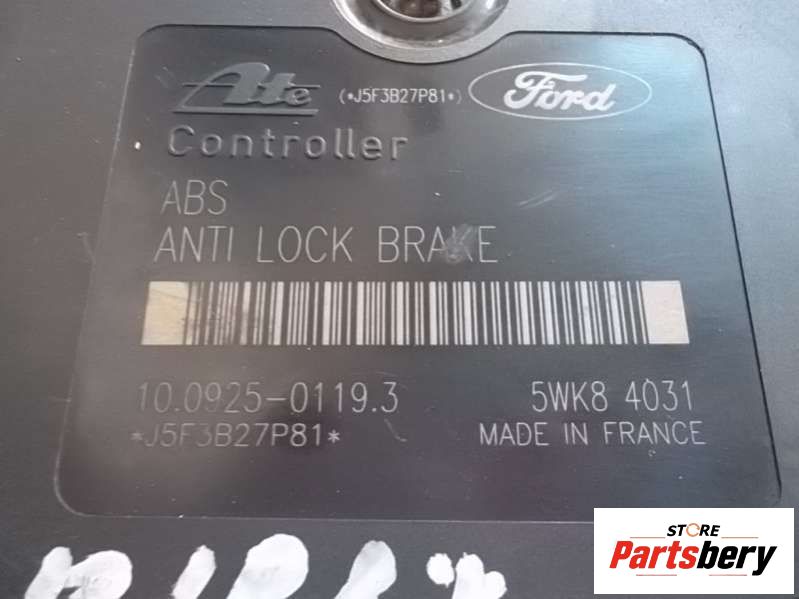 Ate (*J5F3B27P81*) Ford
Controller
ABS
ANTI LOCK BRAKE
10.0925-0119.3 5WK8 4031
*J5F3B27P81* MADE IN FRANCE
STORE
Partsbery